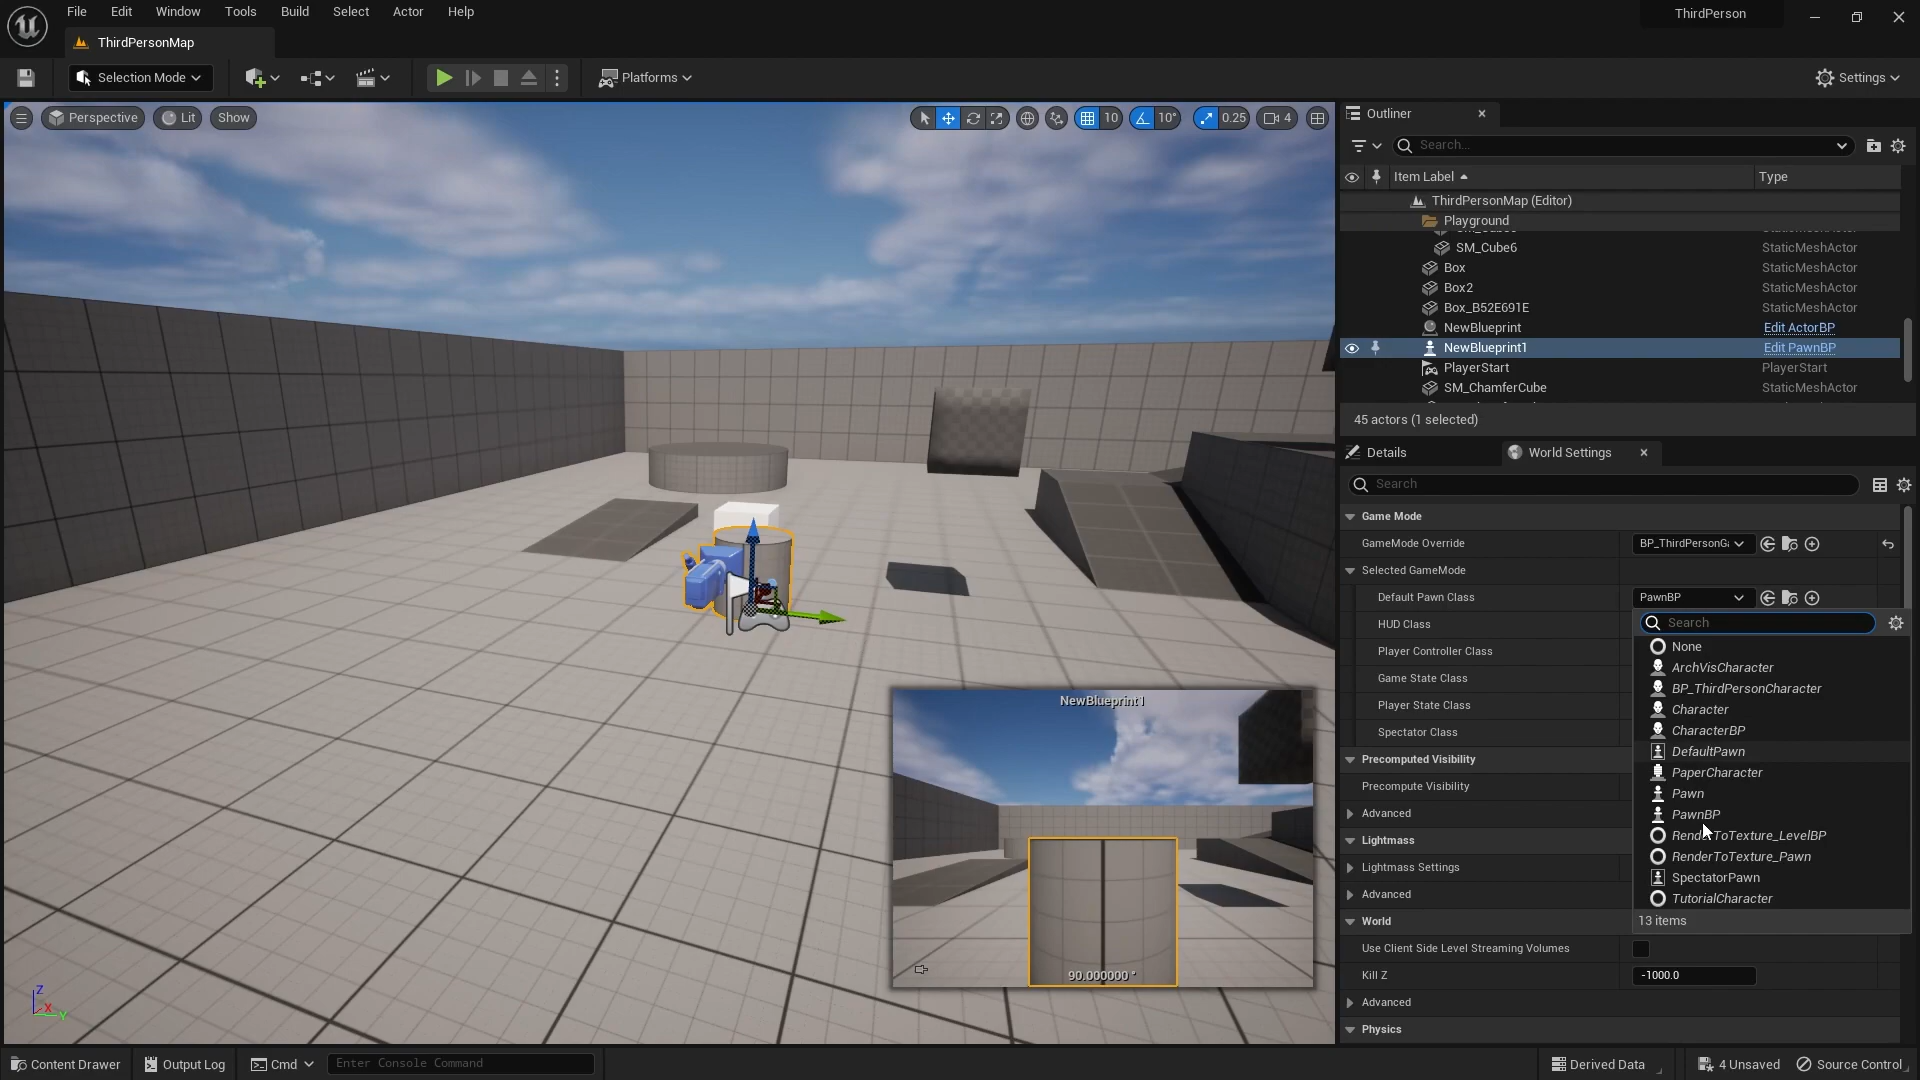 File Edit Window Tools Build Select Actor Help
ThirdPerson
ThirdPersonMap
Selection Mode
Platforms
Settings
Perspective Lit Show
10 10° 0.25 4
Outliner
Search...
Item Label Type
ThirdPersonMap (Editor)
Playground
SM_Cube6 StaticMeshActor
Box StaticMeshActor
Box2 StaticMeshActor
Box_B52E691E StaticMeshActor
NewBlueprint Edit ActorBP
NewBlueprint1 Edit PawnBP
PlayerStart PlayerStart
SM_ChamferCube StaticMeshActor
45 actors (1 selected)
Details World Settings
Search
Game Mode
GameMode Override BP_ThirdPersonGa
Selected GameMode
Default Pawn Class PawnBP
HUD Class
Player Controller Class
Game State Class
Player State Class
Spectator Class
Search
None
ArchVisCharacter
BP_ThirdPersonCharacter
Character
CharacterBP
DefaultPawn
PaperCharacter
Pawn
PawnBP
RenderToTexture_LevelBP
RenderToTexture_Pawn
SpectatorPawn
TutorialCharacter
13 items
Precomputed Visibility
Precompute Visibility
Advanced
Lightmass
Lightmass Settings
Advanced
World
Use Client Side Level Streaming Volumes
Kill Z -1000.0
Advanced
Physics
NewBlueprint1
90.000000 °
Z
X
Y
Content Drawer Output Log Cmd Enter Console Command Derived Data 4 Unsaved Source Control